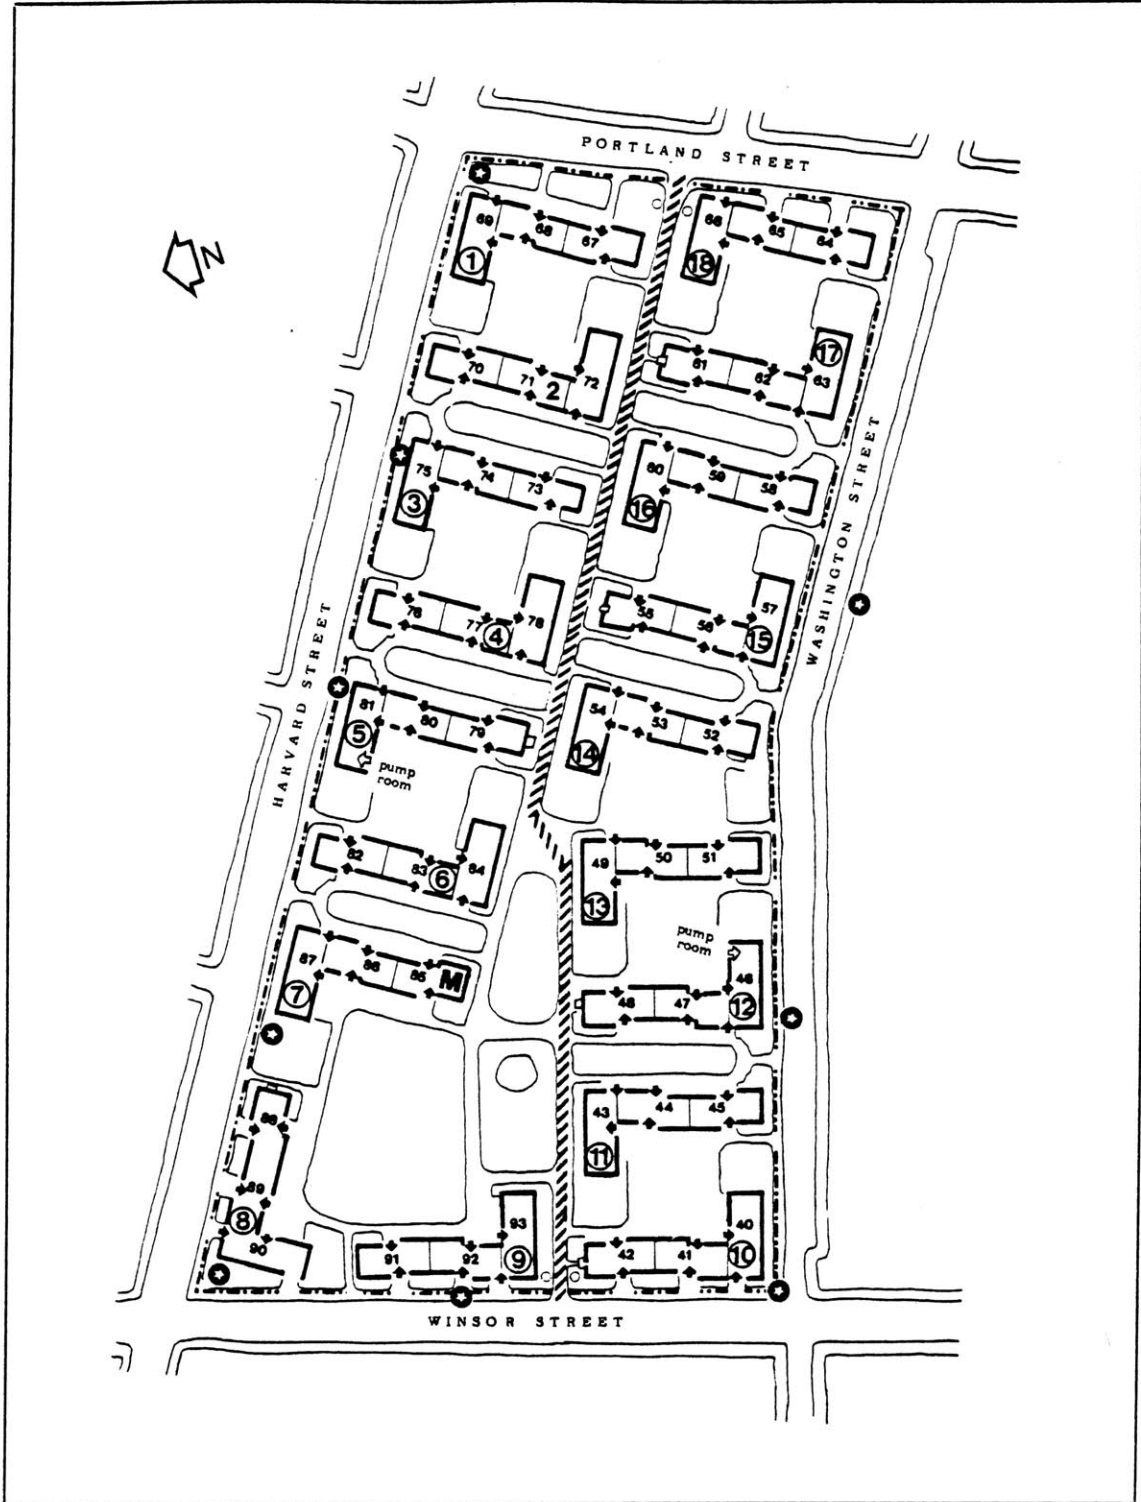 PORTLAND STREET
N
69 68 67
1
66 65 64
18
70 71 2 72
61 62 63
17
75 74 73
3
60 59 58
16
76 77 78
4
55 56 57
15
HARVARD STREET
WASHINGTON STREET
81 80 79
5
pump
room
54 53 52
14
82 83 84
6
49 50 51
13
pump
room
87 86 85 M
7
48 47 46
12
43 44 45
11
88
89
8
90
91 92 93
9
42 41 40
10
WINSOR STREET